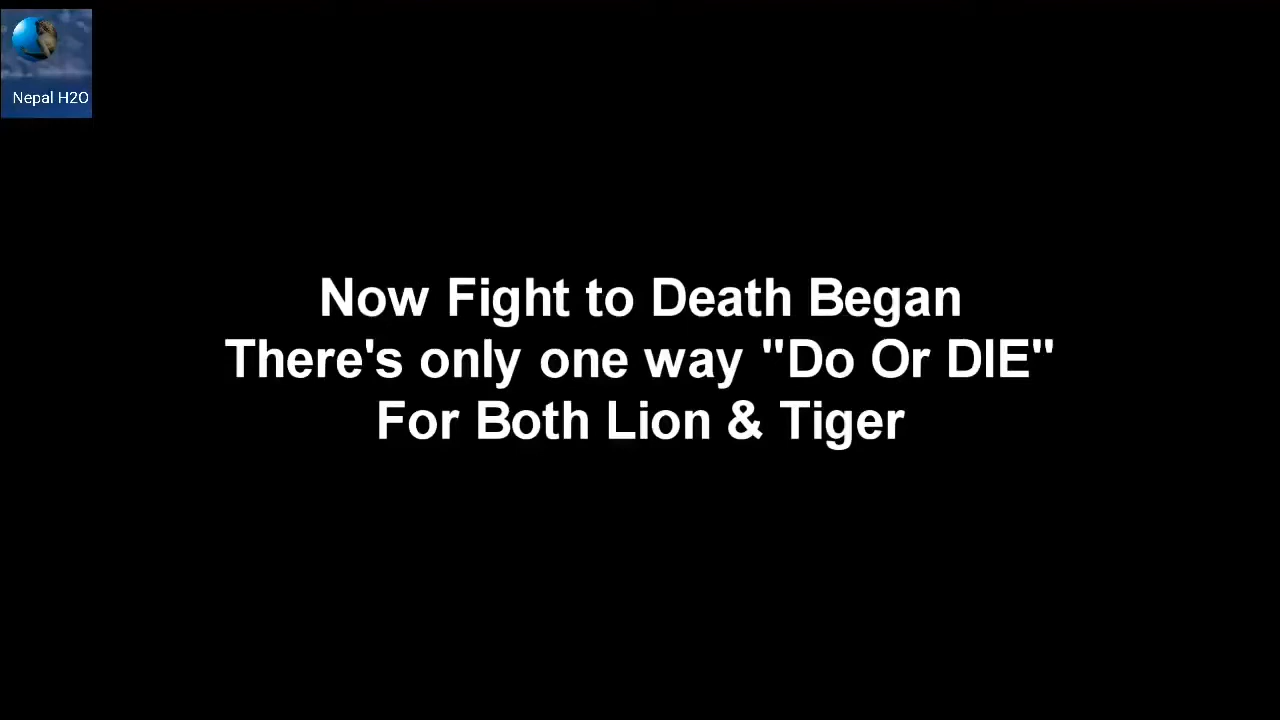 Nepal H2O
Now Fight to Death Began
There's only one way "Do Or DIE"
For Both Lion & Tiger